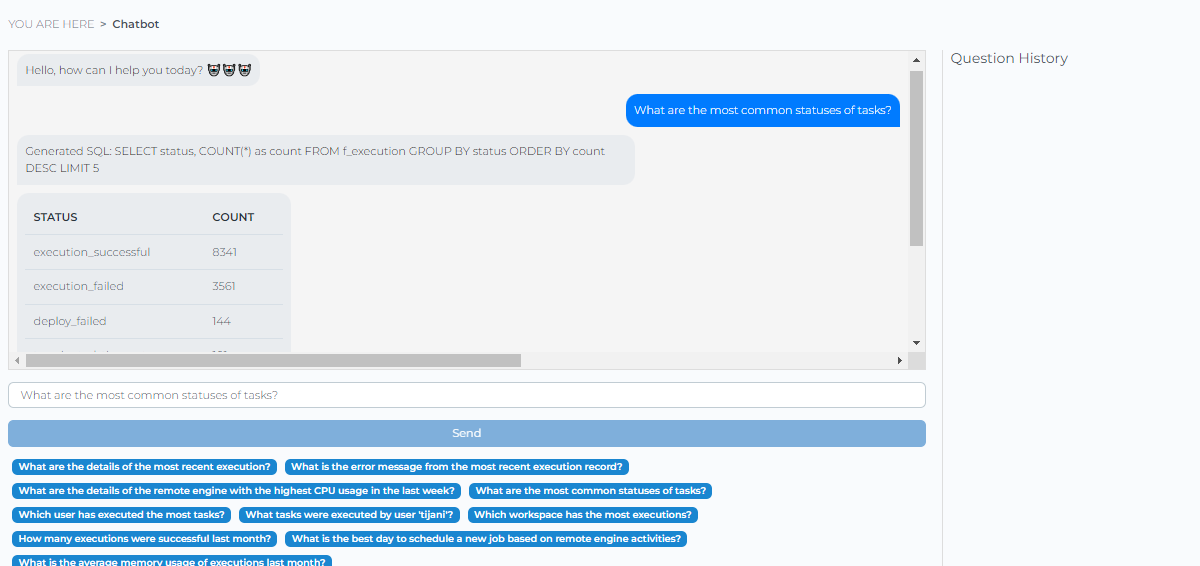 YOU ARE HERE > Chatbot
Question History
Hello, how can I help you today?
What are the most common statuses of tasks?
Generated SQL: SELECT status, COUNT(*) as count FROM f_execution GROUP BY status ORDER BY count
DESC LIMIT 5
STATUS COUNT
execution_successful 8341
execution_failed 3561
deploy_failed 144
What are the most common statuses of tasks?
Send
What are the details of the most recent execution? What is the error message from the most recent execution record?
What are the details of the remote engine with the highest CPU usage in the last week? What are the most common statuses of tasks?
Which user has executed the most tasks? What tasks were executed by user 'tijani'? Which workspace has the most executions?
How many executions were successful last month? What is the best day to schedule a new job based on remote engine activities?
What is the average memory usage of executions last month?